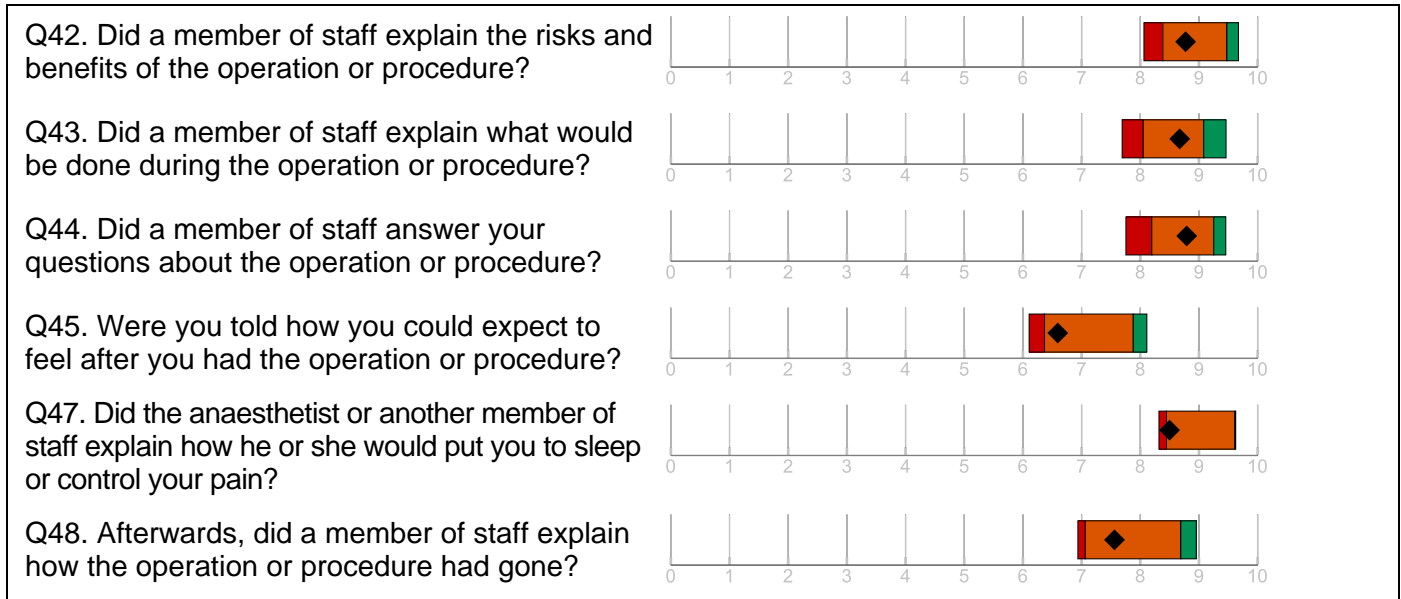 Q42. Did a member of staff explain the risks and
benefits of the operation or procedure?
0 1 2 3 4 5 6 7 8 9 10
Q43. Did a member of staff explain what would
be done during the operation or procedure?
0 1 2 3 4 5 6 7 8 9 10
Q44. Did a member of staff answer your
questions about the operation or procedure?
0 1 2 3 4 5 6 7 8 9 10
Q45. Were you told how you could expect to
feel after you had the operation or procedure?
0 1 2 3 4 5 6 7 8 9 10
Q47. Did the anaesthetist or another member of
staff explain how he or she would put you to sleep
or control your pain?
0 1 2 3 4 5 6 7 8 9 10
Q48. Afterwards, did a member of staff explain
how the operation or procedure had gone?
0 1 2 3 4 5 6 7 8 9 10